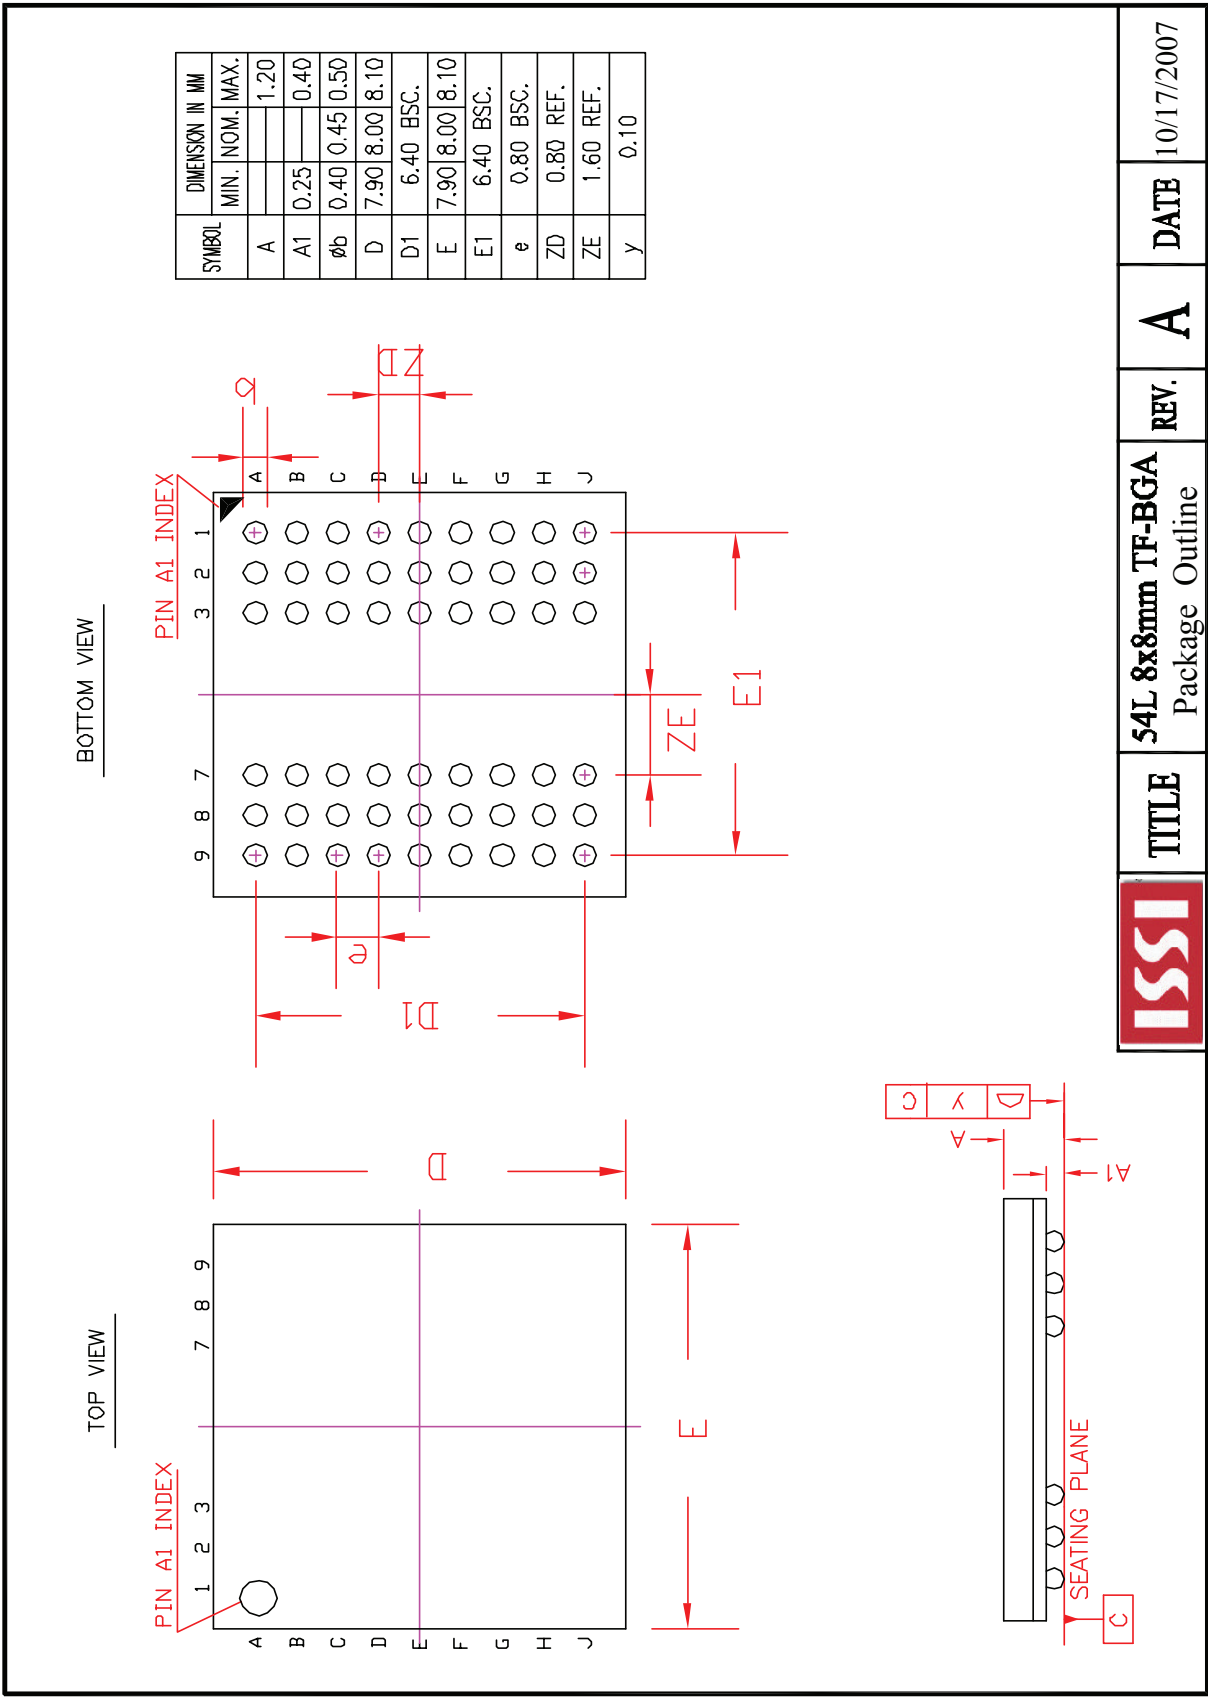 TOP VIEW
BOTTOM VIEW
PIN A1 INDEX
1 2 3 7 8 9
A
B
C
D
E
F
G
H
J
D
E
PIN A1 INDEX
9 8 7 3 2 1
A
B
C
D
E
F
G
H
J
b
e
D1
ZD
ZE
E1
SYMBOL DIMENSION IN MM
MIN. NOM. MAX.
A 1.20
A1 0.25 0.40
øb 0.40 0.45 0.50
D 7.90 8.00 8.10
D1 6.40 BSC.
E 7.90 8.00 8.10
E1 6.40 BSC.
e 0.80 BSC.
ZD 0.80 REF.
ZE 1.60 REF.
y 0.10
SEATING PLANE
C
A
A1
D y C
ISSI
TITLE
54L 8x8mm TF-BGA
Package Outline
REV.
A
DATE
10/17/2007